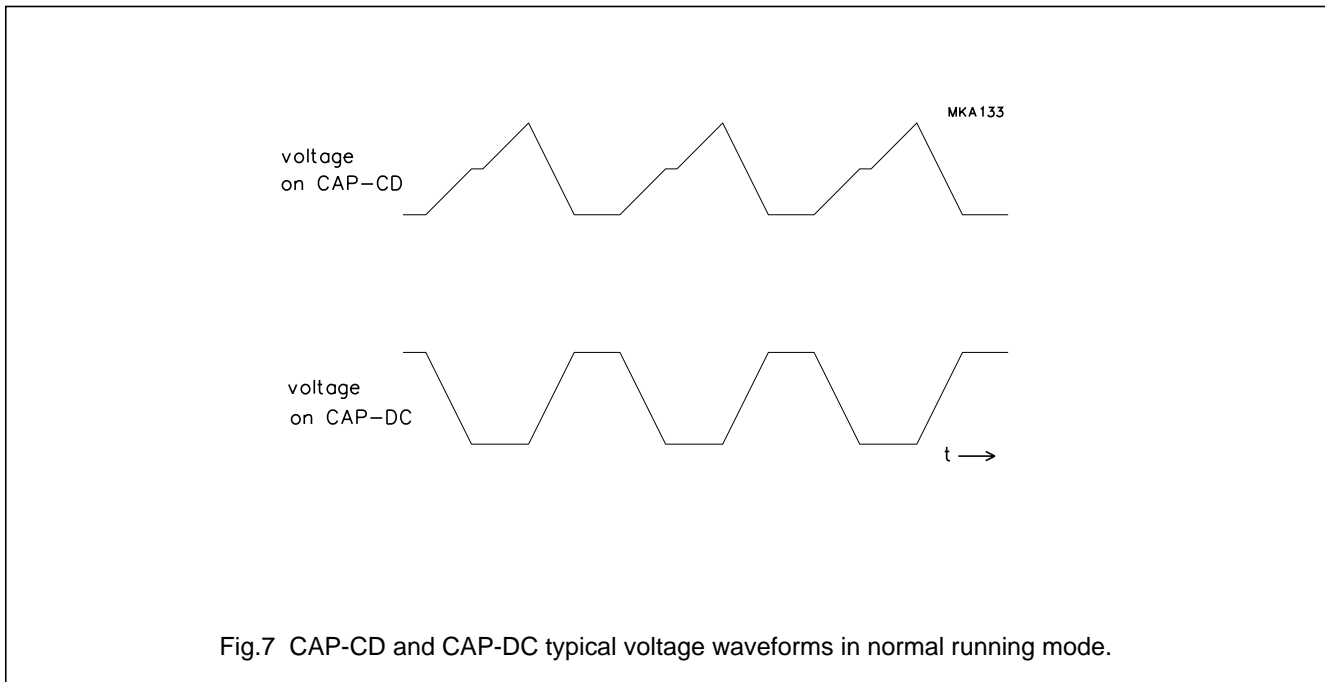 MKA133
voltage
on CAP-CD
voltage
on CAP-DC
t
Fig.7 CAP-CD and CAP-DC typical voltage waveforms in normal running mode.